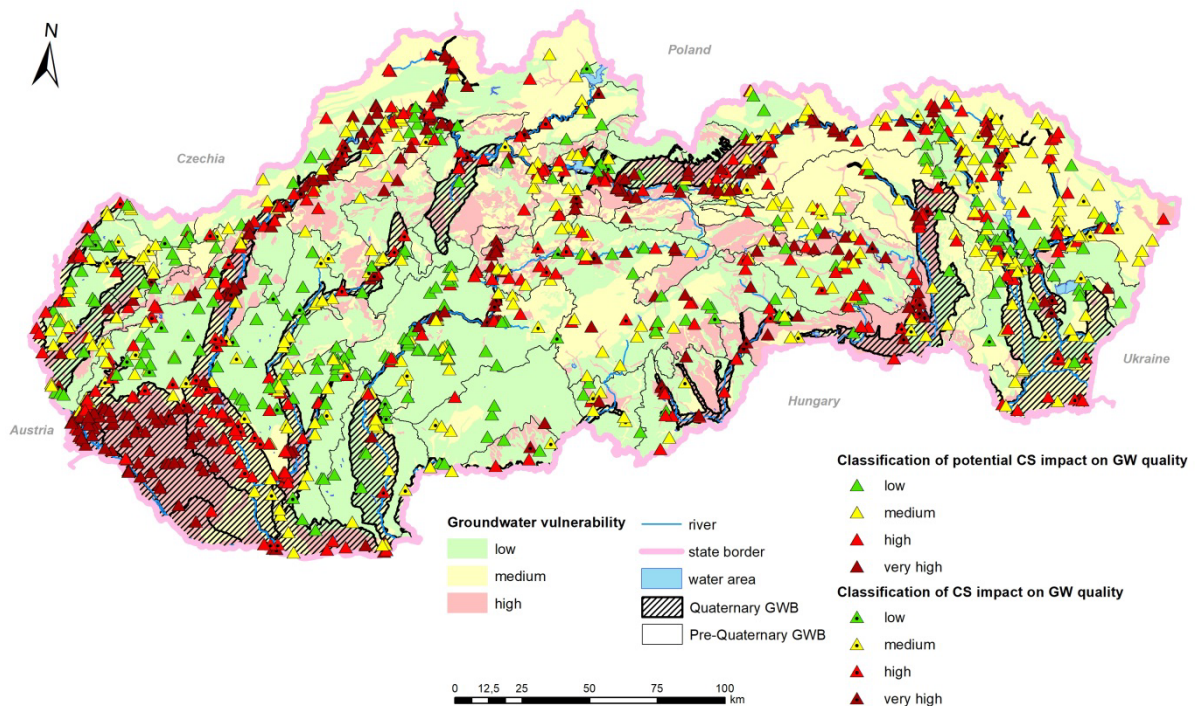 N
Poland
Czechia
Ukraine
Hungary
Austria
Groundwater vulnerability
low
medium
high
river
state border
water area
Quaternary GWB
Pre-Quaternary GWB
Classification of potential CS impact on GW quality
low
medium
high
very high
Classification of CS impact on GW quality
low
medium
high
very high
0 12,5 25 50 75 100
km